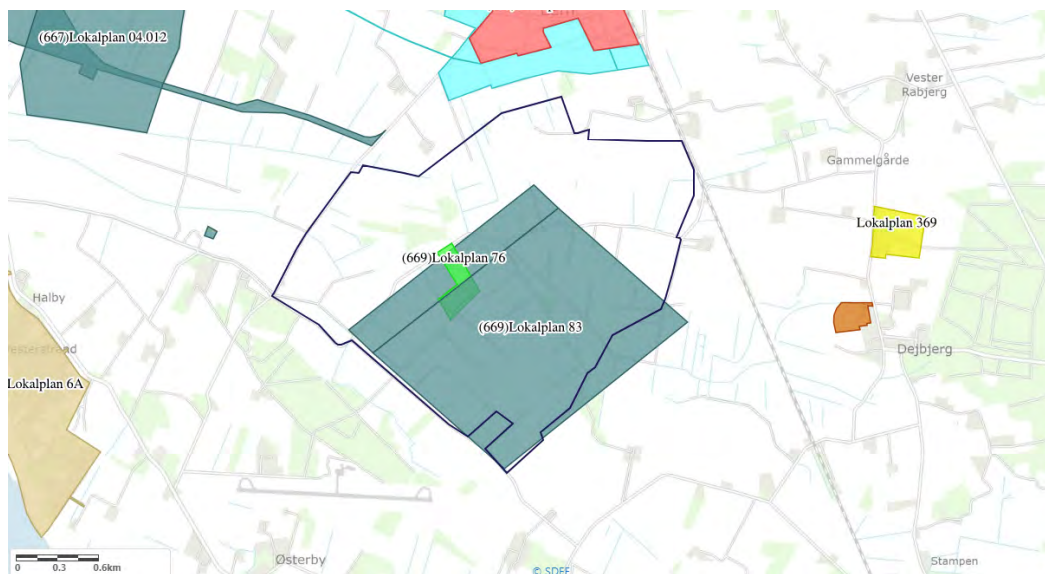 (667)Lokalplan 04.012
Vester
Rabjerg
Gammelgårde
Lokalplan 369
(669)Lokalplan 76
Halby
(669)Lokalplan 83
Vesterstrand
Dejbjerg
Lokalplan 6A
Østerby
Stampen
0 0.3 0.6km
© SDFE